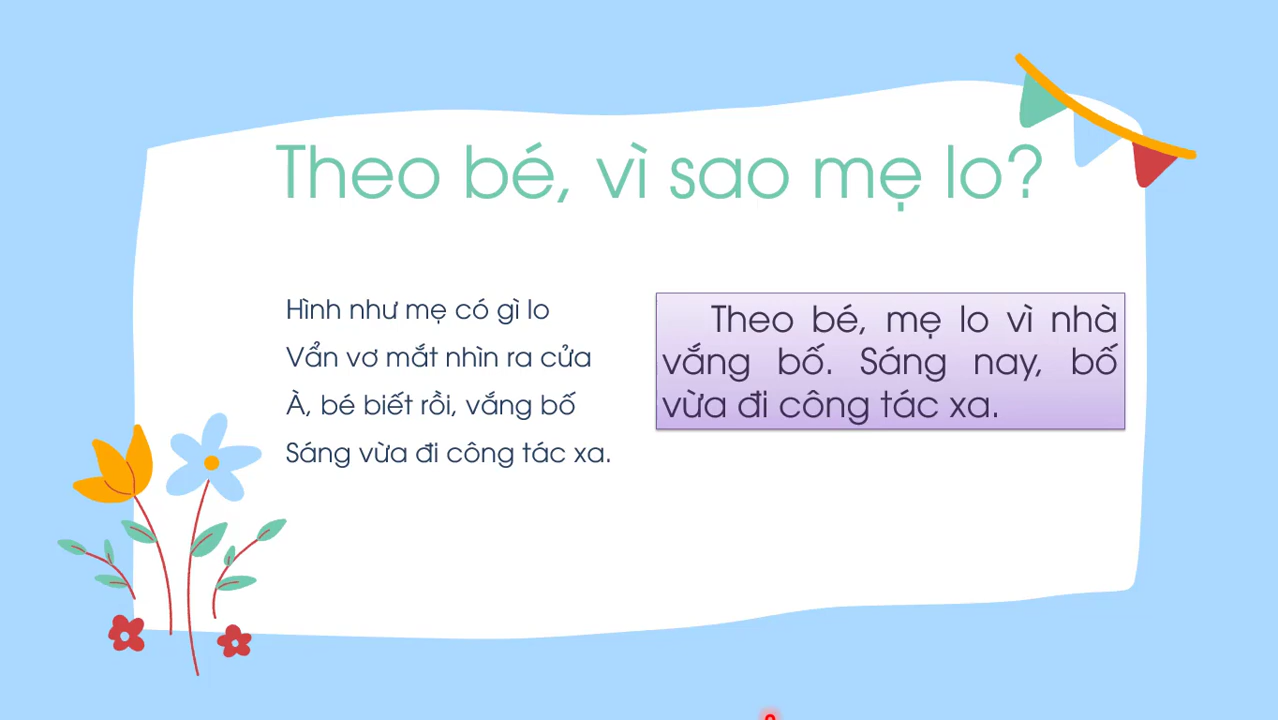 Theo bé, vì sao mẹ lo?
Hình như mẹ có gì lo
Vẩn vơ mắt nhìn ra cửa
À, bé biết rồi, vắng bố
Sáng vừa đi công tác xa.
Theo bé, mẹ lo vì nhà
vắng bố. Sáng nay, bố
vừa đi công tác xa.